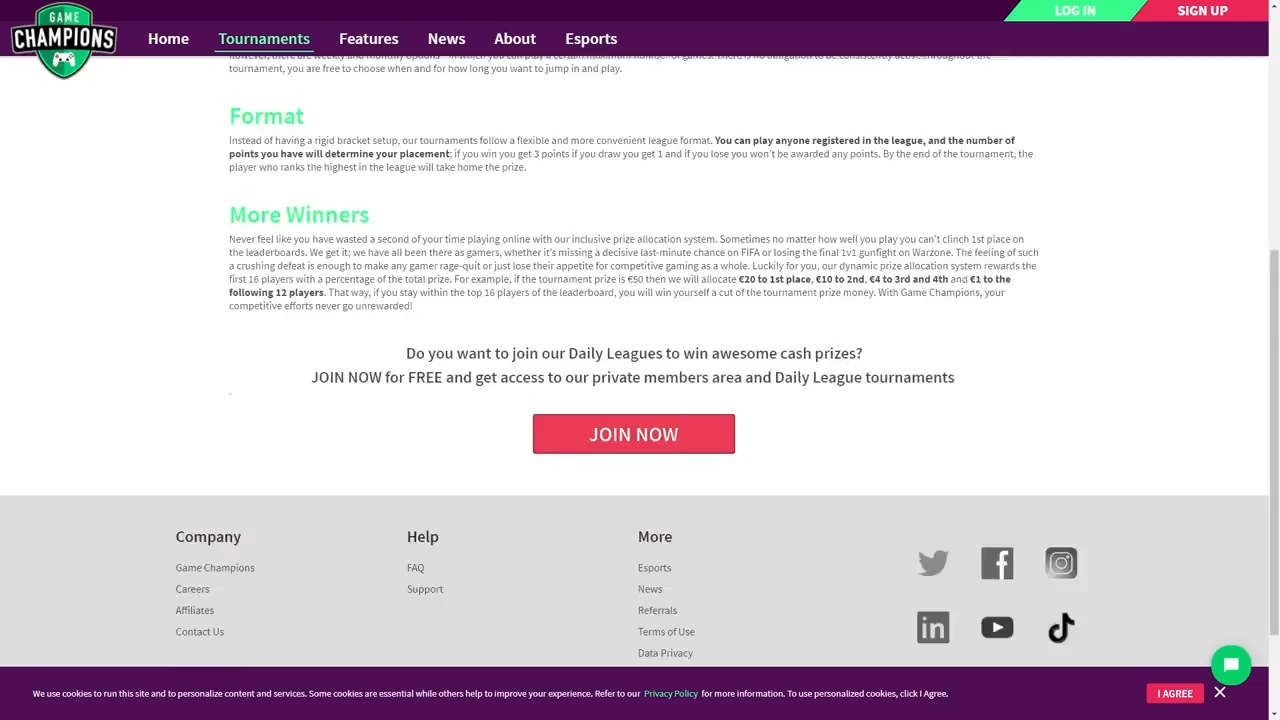 GAME
CHAMPIONS
LOG IN
SIGN UP
Home
Tournaments
Features
News
About
Esports
tournament, you are free to choose when and for how long you want to jump in and play.
Format
Instead of having a rigid bracket setup, our tournaments follow a flexible and more convenient league format. You can play anyone registered in the league, and the number of
points you have will determine your placement; if you win you get 3 points if you draw you get 1 and if you lose you won't be awarded any points. By the end of the tournament, the
player who ranks the highest in the league will take home the prize.
More Winners
Never feel like you have wasted a second of your time playing online with our inclusive prize allocation system. Sometimes no matter how well you play you can't clinch 1st place on
the leaderboards. We get it; we have all been there as gamers, whether it's missing a decisive last-minute chance on FIFA or losing the final 1v1 gunfight on Warzone. The feeling of such
a crushing defeat is enough to make any gamer rage-quit or just lose their appetite for competitive gaming as a whole. Luckily for you, our dynamic prize allocation system rewards the
first 16 players with a percentage of the total prize. For example, if the tournament prize is €50 then we will allocate €20 to 1st place, €10 to 2nd, €4 to 3rd and 4th and €1 to the
following 12 players. That way, if you stay within the top 16 players of the leaderboard, you will win yourself a cut of the tournament prize money. With Game Champions, your
competitive efforts never go unrewarded!
Do you want to join our Daily Leagues to win awesome cash prizes?
JOIN NOW for FREE and get access to our private members area and Daily League tournaments
.
JOIN NOW
Company
Game Champions
Careers
Affiliates
Contact Us
Help
FAQ
Support
More
Esports
News
Referrals
Terms of Use
Data Privacy
We use cookies to run this site and to personalize content and services. Some cookies are essential while others help to improve your experience. Refer to our Privacy Policy for more information. To use personalized cookies, click I Agree.
I AGREE